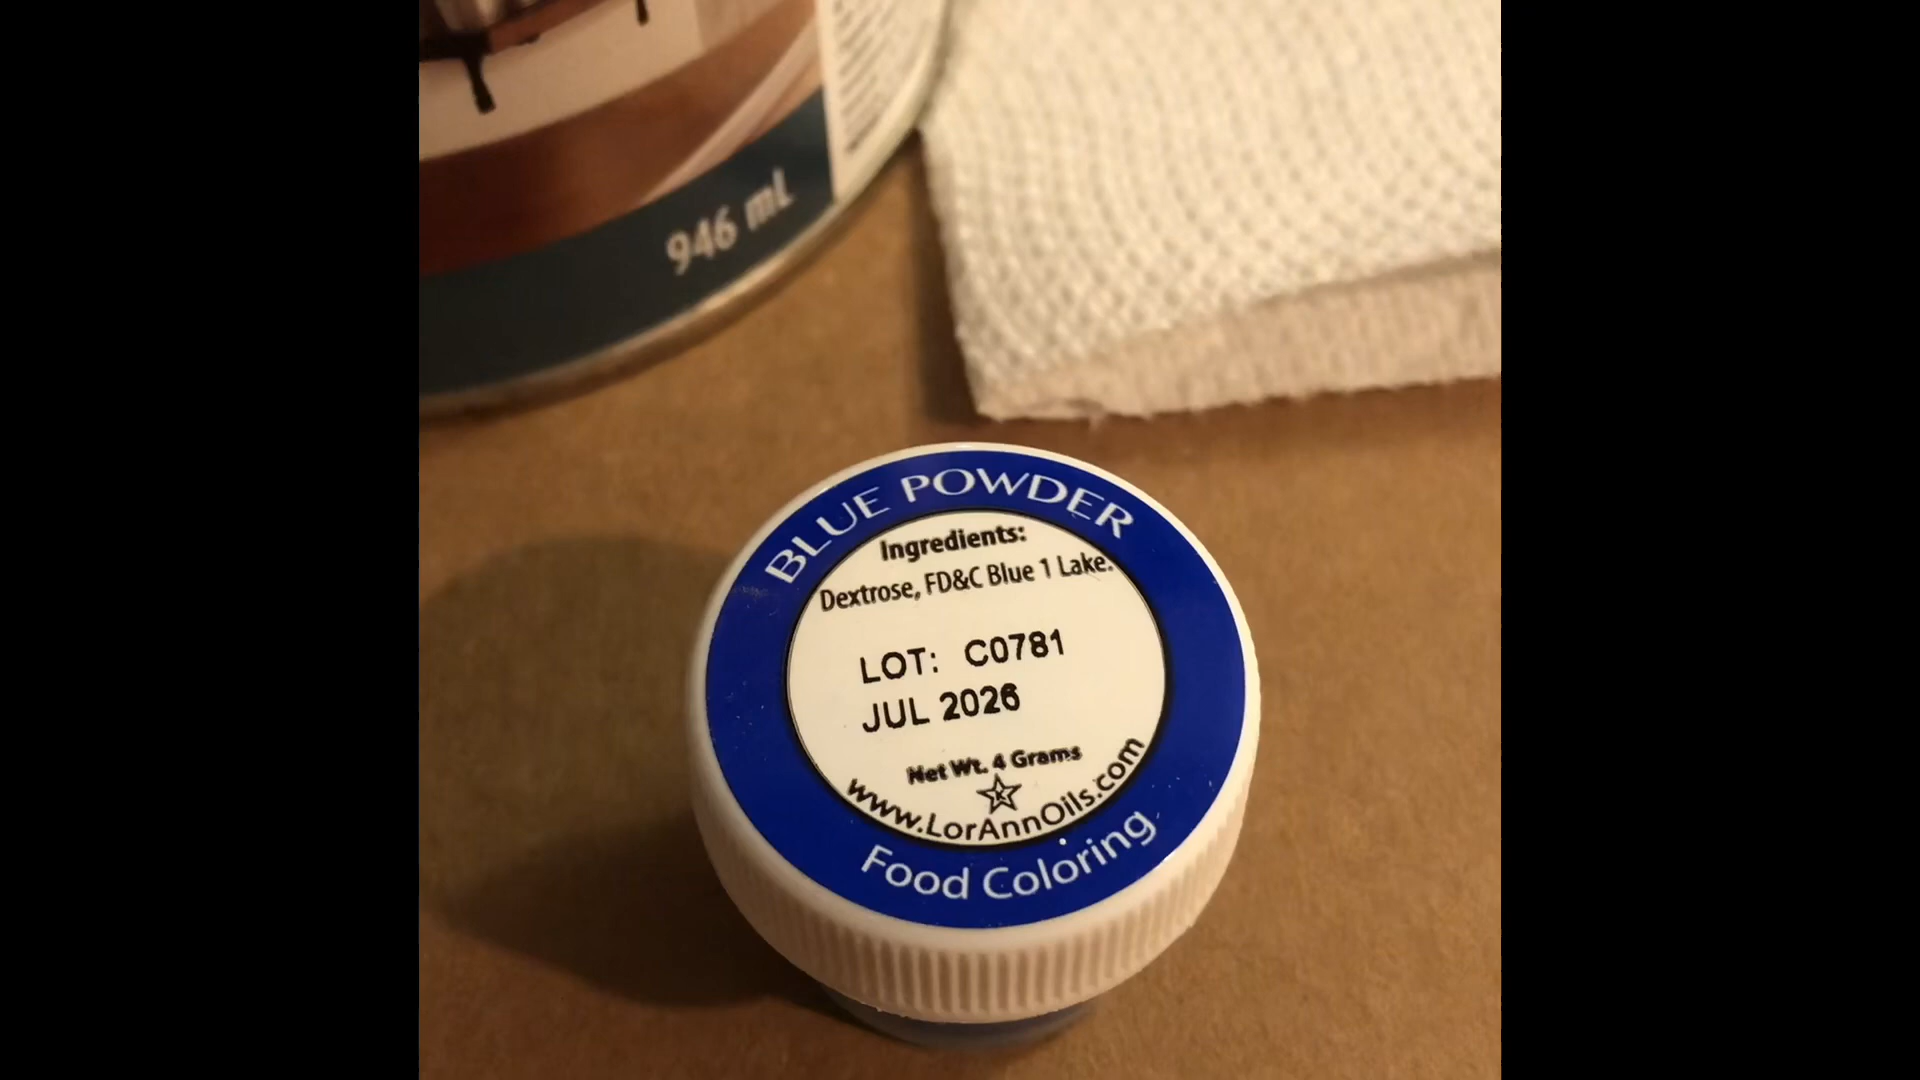 946 mL
BLUE POWDER
Ingredients:
Dextrose, FD&C Blue 1 Lake.
LOT: C0781
JUL 2026
Net Wt. 4 Grams
K
www.LorAnnOils.com
Food Coloring